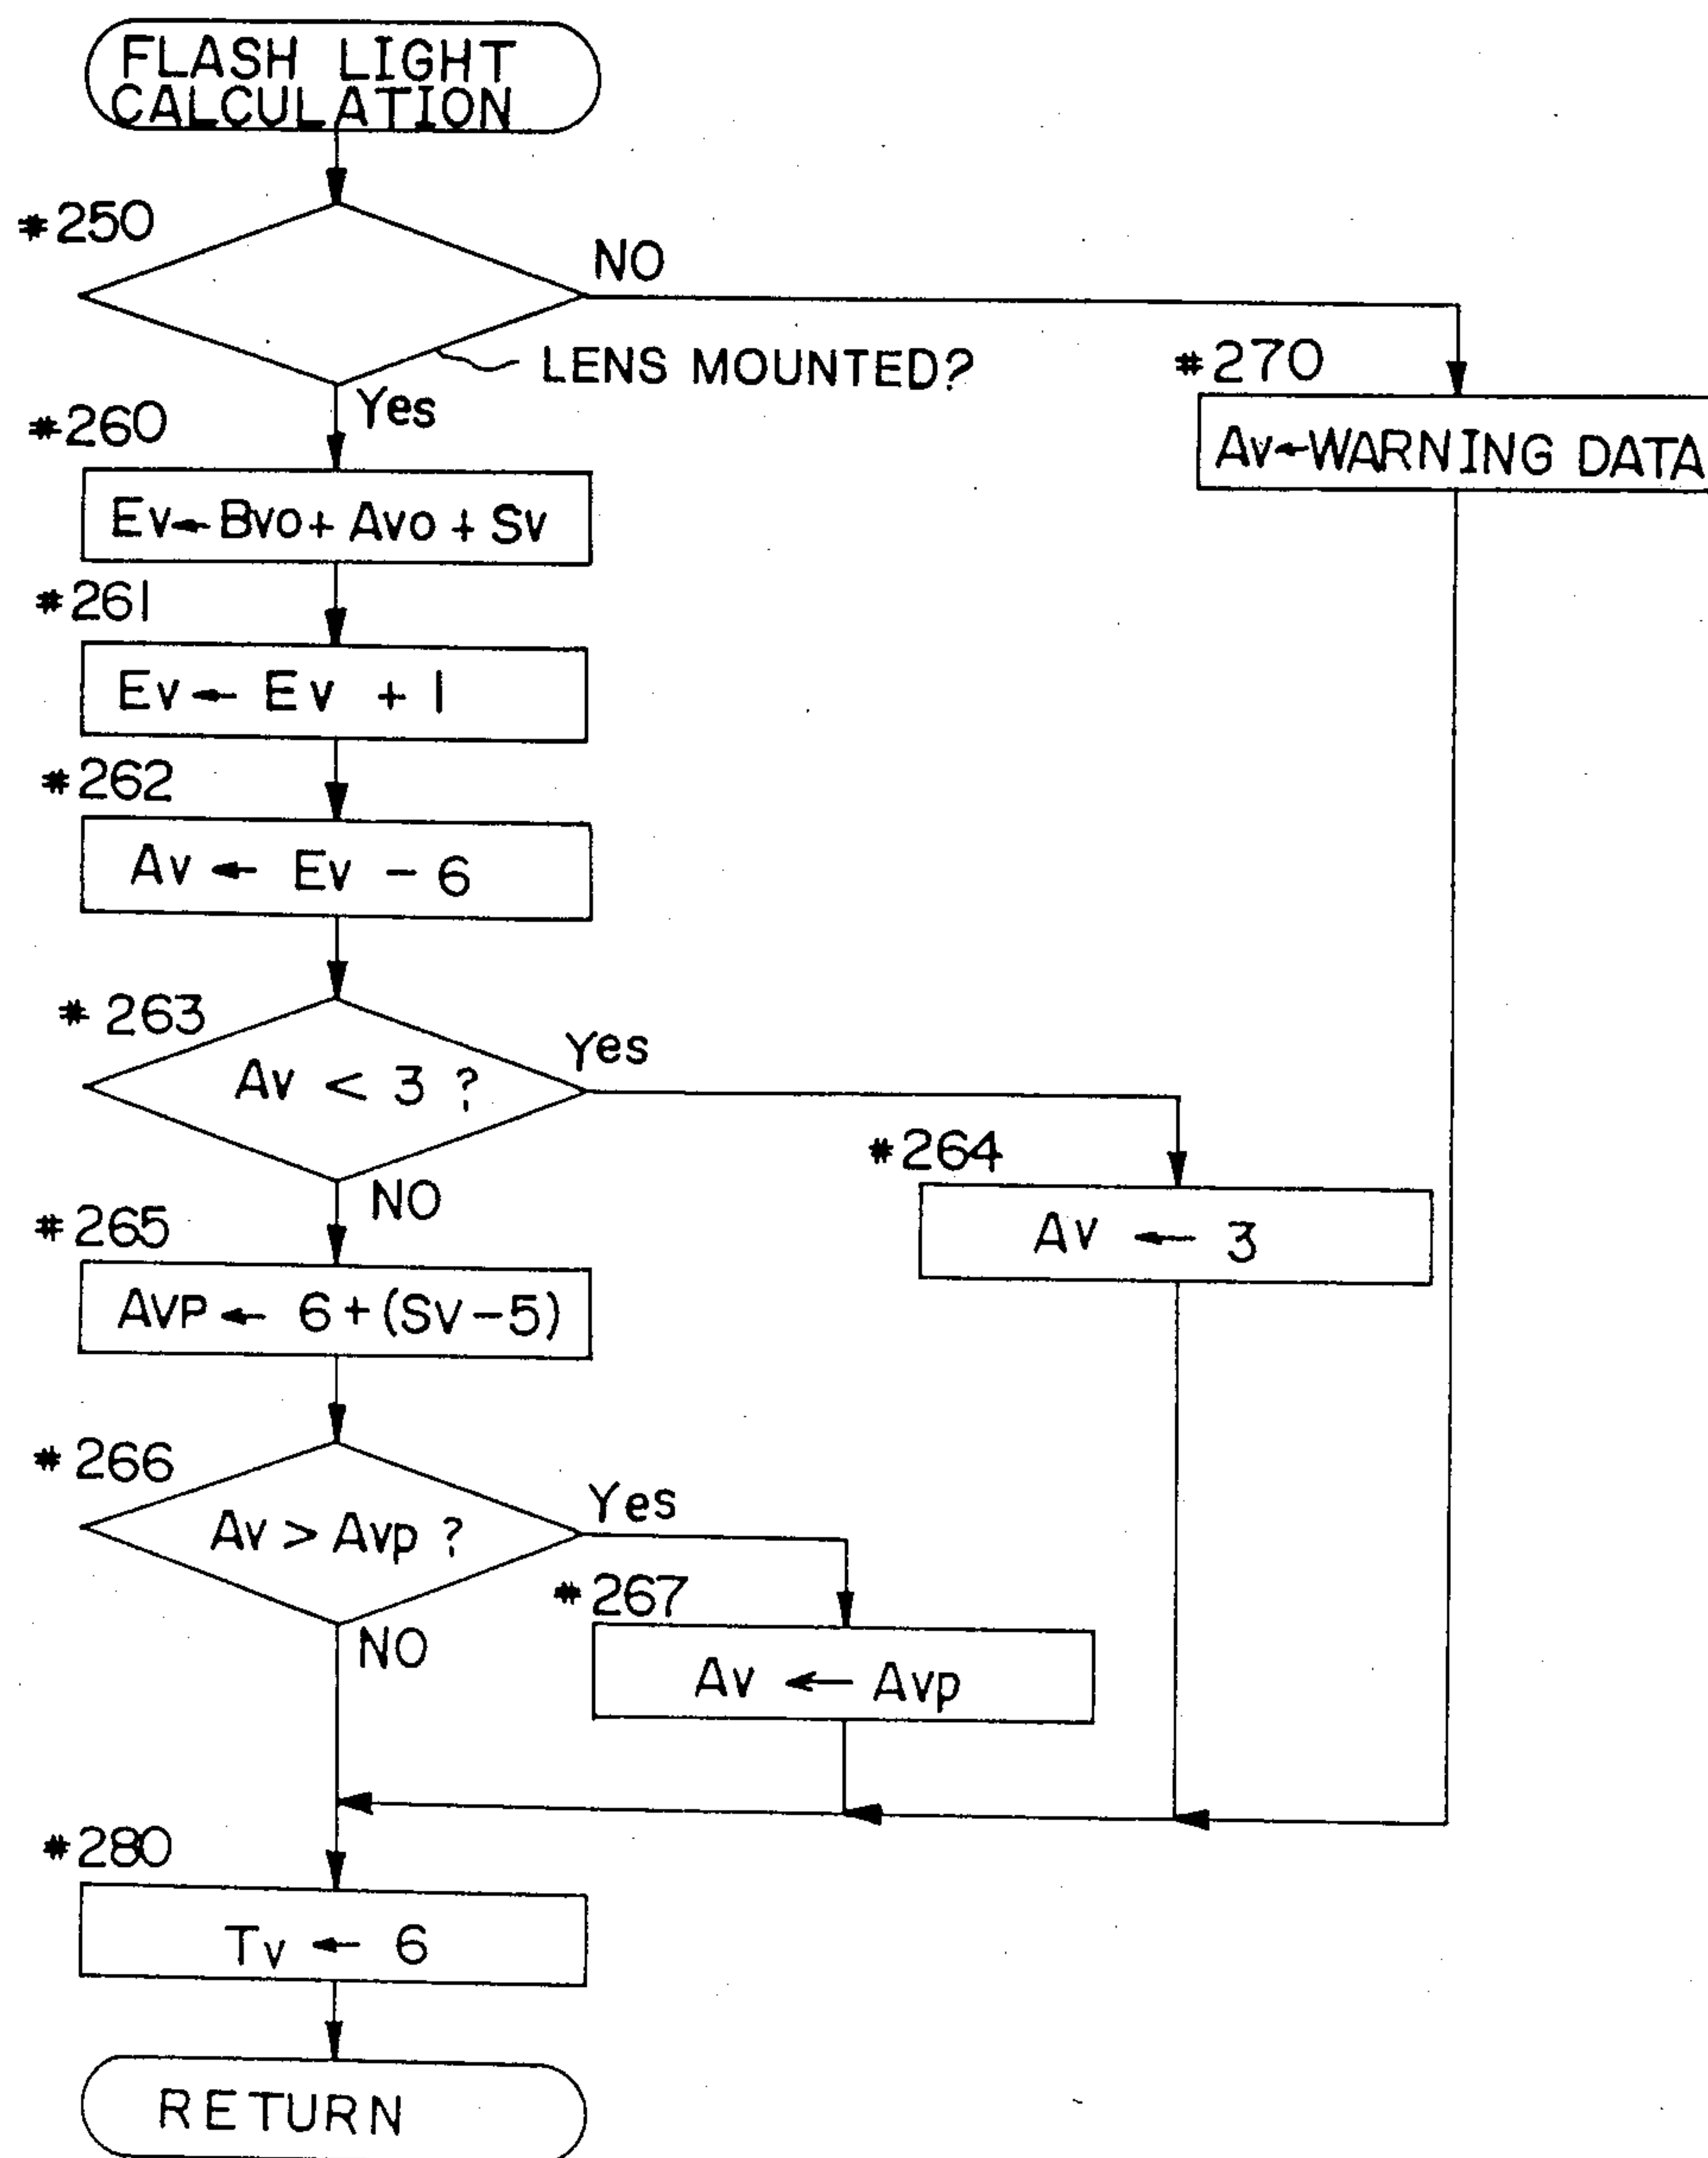 FLASH LIGHT
CALCULATION
#250
NO
LENS MOUNTED?
Yes
#270
Av←WARNING DATA
#260
Ev←Bvo+Avo+Sv
#261
Ev←Ev+1
#262
Av←Ev-6
#263
Av<3?
Yes
NO
#264
Av←3
#265
AVP←6+(SV-5)
#266
Av>Avp?
Yes
NO
#267
Av←Avp
#280
Tv←6
RETURN